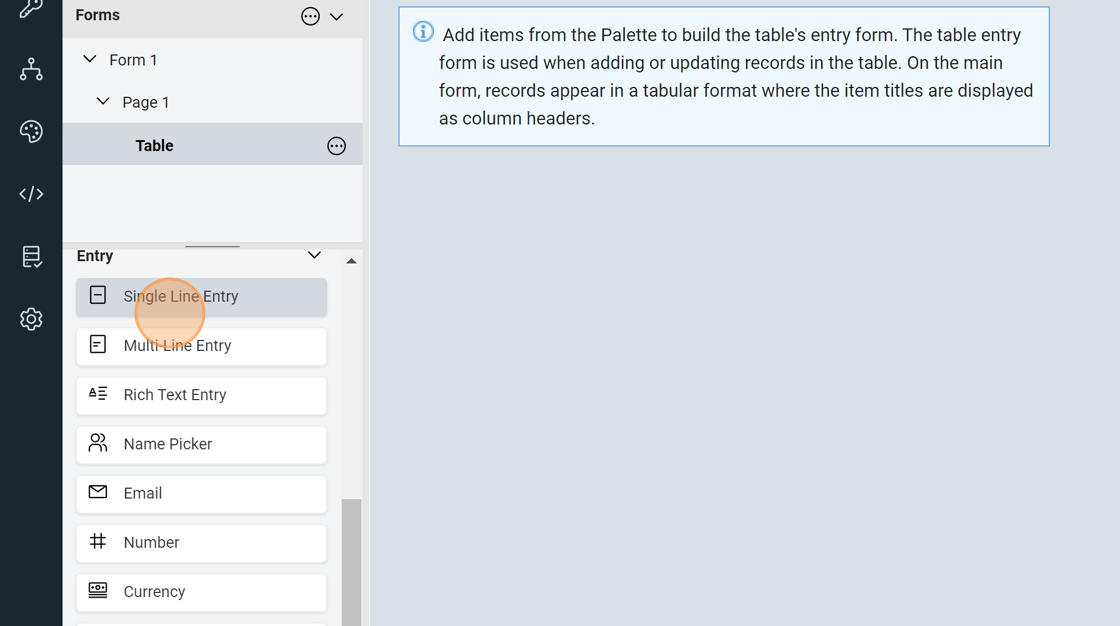 Forms
Form 1
Page 1
Table
Entry
Single Line Entry
Multi Line Entry
Rich Text Entry
Name Picker
Email
Number
Currency
Add items from the Palette to build the table's entry form. The table entry
form is used when adding or updating records in the table. On the main
form, records appear in a tabular format where the item titles are displayed
as column headers.